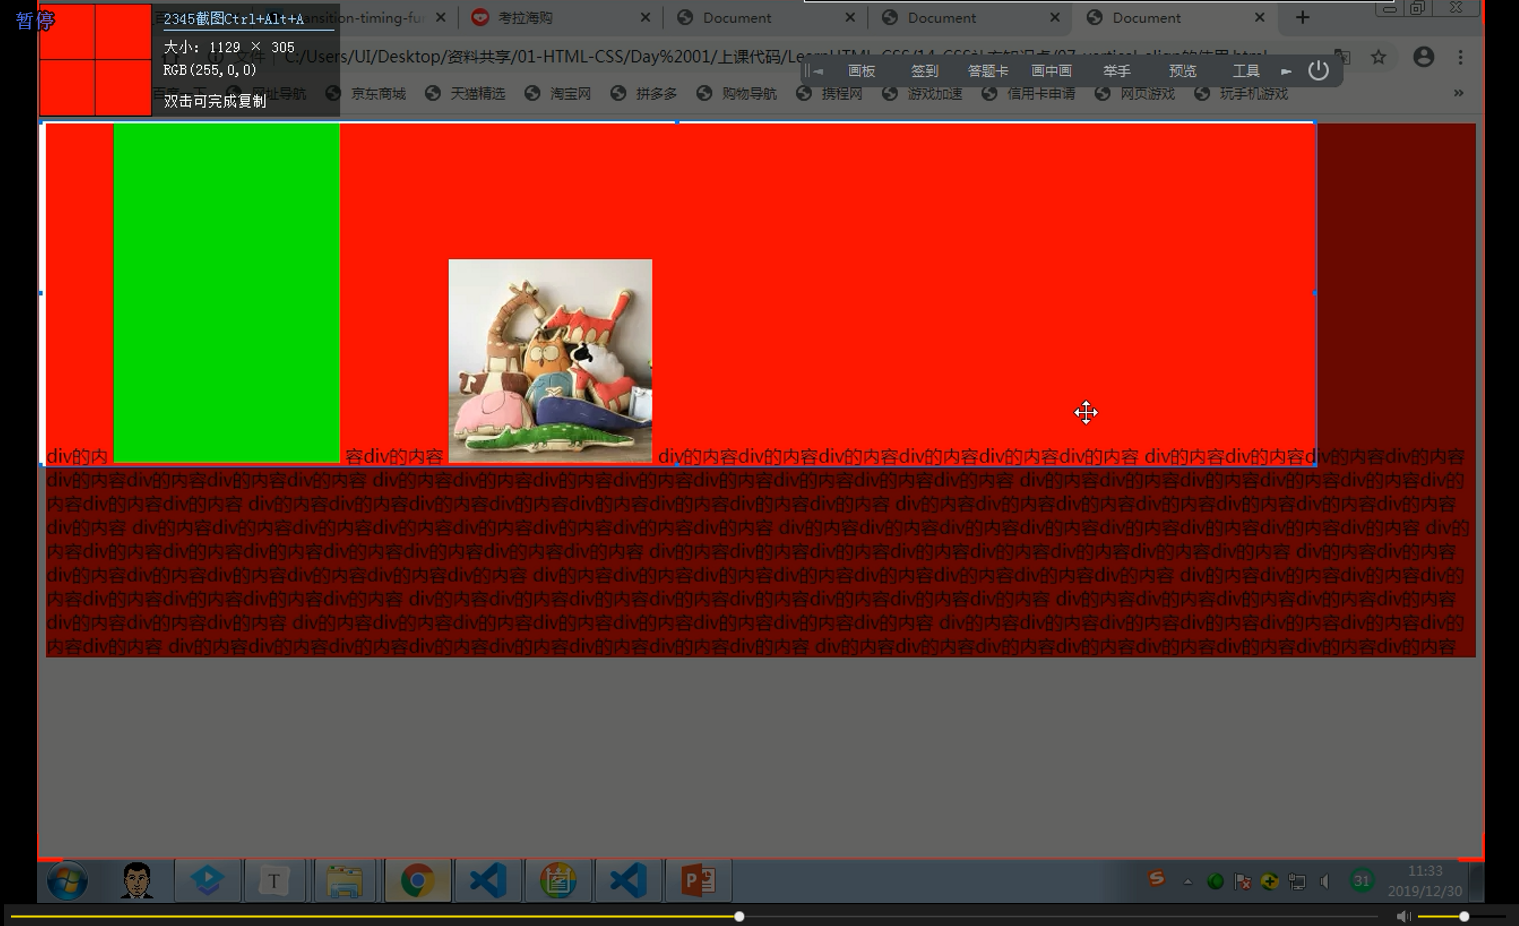 暂停
2345截图Ctrl+Alt+A
大小: 1129 × 305
RGB(255,0,0)
双击可完成复制
考拉海购
Document
Document
Document
C:/Users/UI/Desktop/资料共享/01-HTML-CSS/Day%2001/上课代码/
画板 签到 答题卡 画中画 举手 预览 工具
京东商城 天猫精选 淘宝网 拼多多 购物导航 携程网 游戏加速 信用卡申请 网页游戏 玩手机游戏 »
div的内 容div的内容 div的内容div的内容div的内容div的内容div的内容div的内容 div的内容div的内容div的内容div的内容
div的内容div的内容div的内容div的内容 div的内容div的内容div的内容div的内容div的内容div的内容div的内容div的内容 div的内容div的内容div的内容div的内容div的内容div的
内容div的内容div的内容 div的内容div的内容div的内容div的内容div的内容div的内容div的内容div的内容 div的内容div的内容div的内容div的内容div的内容div的内容div的内容
div的内容 div的内容div的内容div的内容div的内容div的内容div的内容div的内容div的内容 div的内容div的内容div的内容div的内容div的内容div的内容div的内容div的内容 div的
内容div的内容div的内容div的内容div的内容div的内容div的内容div的内容 div的内容div的内容div的内容div的内容div的内容div的内容div的内容div的内容 div的内容div的内容
div的内容div的内容div的内容div的内容div的内容div的内容 div的内容div的内容div的内容div的内容div的内容div的内容div的内容div的内容 div的内容div的内容div的内容div的
内容div的内容div的内容div的内容div的内容 div的内容div的内容div的内容div的内容div的内容div的内容div的内容div的内容 div的内容div的内容div的内容div的内容div的内容
div的内容div的内容div的内容 div的内容div的内容div的内容div的内容div的内容div的内容div的内容div的内容 div的内容div的内容div的内容div的内容div的内容div的内容div的
内容div的内容 div的内容div的内容div的内容div的内容div的内容div的内容div的内容div的内容 div的内容div的内容div的内容div的内容div的内容div的内容div的内容div的内容
31
11:33
2019/12/30